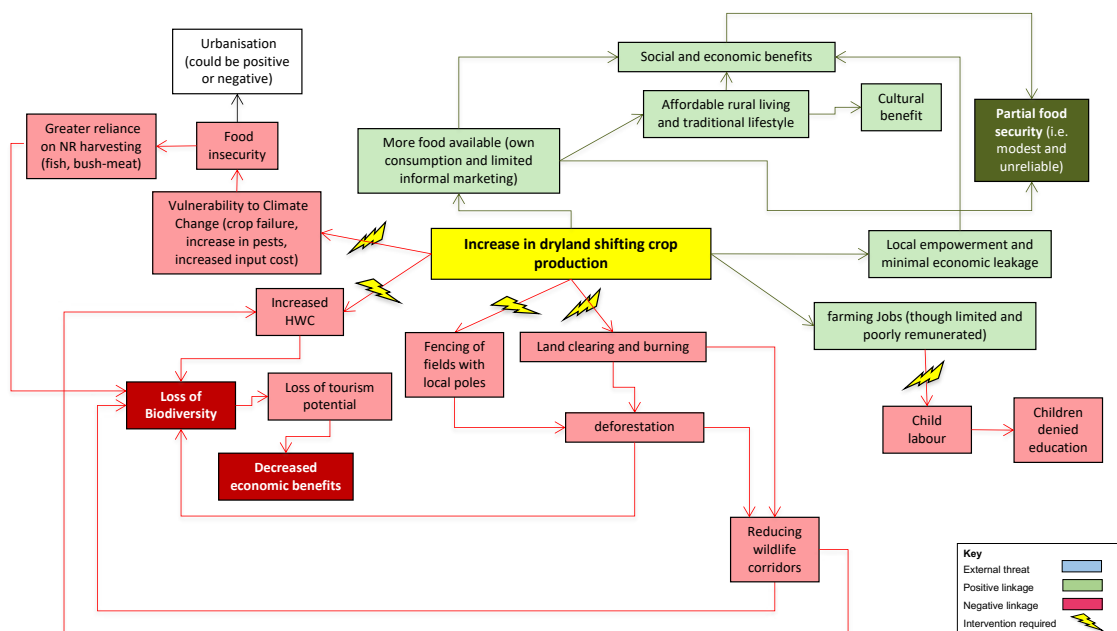 Urbanisation
(could be positive
or negative)
Social and economic benefits
Greater reliance
on NR harvesting
(fish, bush-meat)
Food
insecurity
More food available (own
consumption and limited
informal marketing)
Affordable rural living
and traditional lifestyle
Cultural
benefit
Partial food
security (i.e.
modest and
unreliable)
Vulnerability to Climate
Change (crop failure,
increase in pests,
increased input cost)
Increase in dryland shifting crop
production
Local empowerment and
minimal economic leakage
Increased
HWC
Fencing of
fields with
local poles
Land clearing and burning
farming Jobs (though limited and
poorly remunerated)
Loss of
Biodiversity
Loss of tourism
potential
deforestation
Child
labour
Children
denied
education
Decreased
economic benefits
Reducing
wildlife
corridors
Key
External threat
Positive linkage
Negative linkage
Intervention required